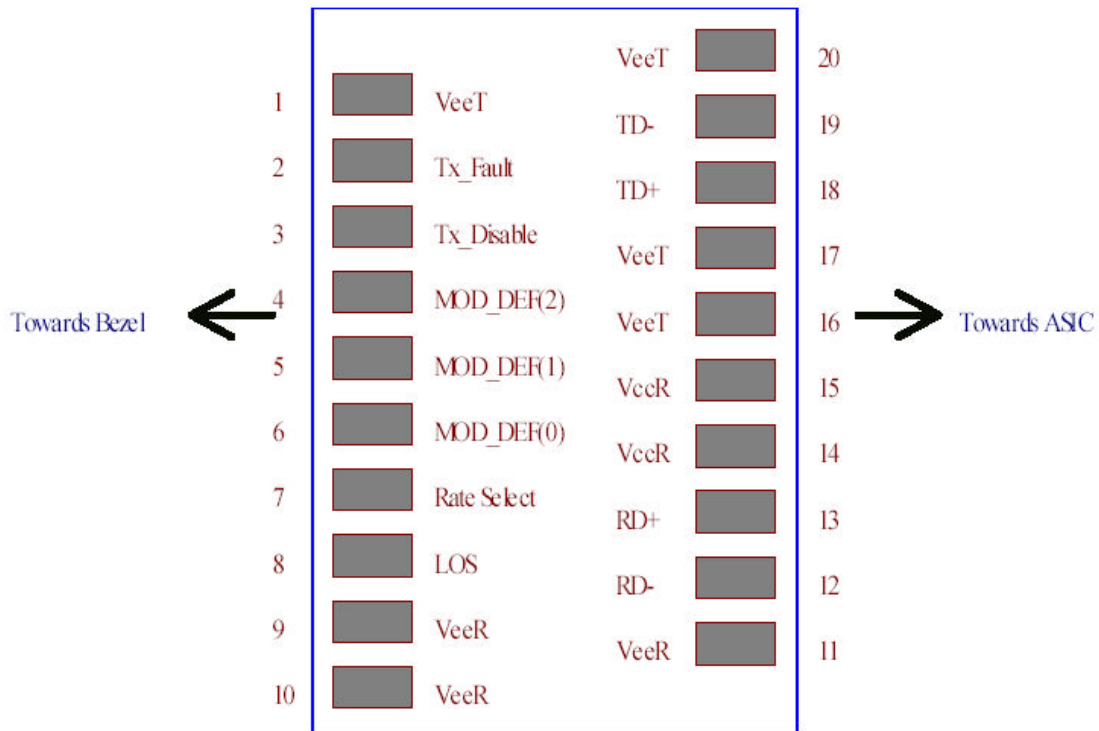 Towards Bezel
1 VeeT
2 Tx_Fault
3 Tx_Disable
4 MOD_DEF(2)
5 MOD_DEF(1)
6 MOD_DEF(0)
7 Rate Select
8 LOS
9 VeeR
10 VeeR
VeeT 20
TD- 19
TD+ 18
VeeT 17
VeeT 16
VccR 15
VccR 14
RD+ 13
RD- 12
VeeR 11
Towards ASIC